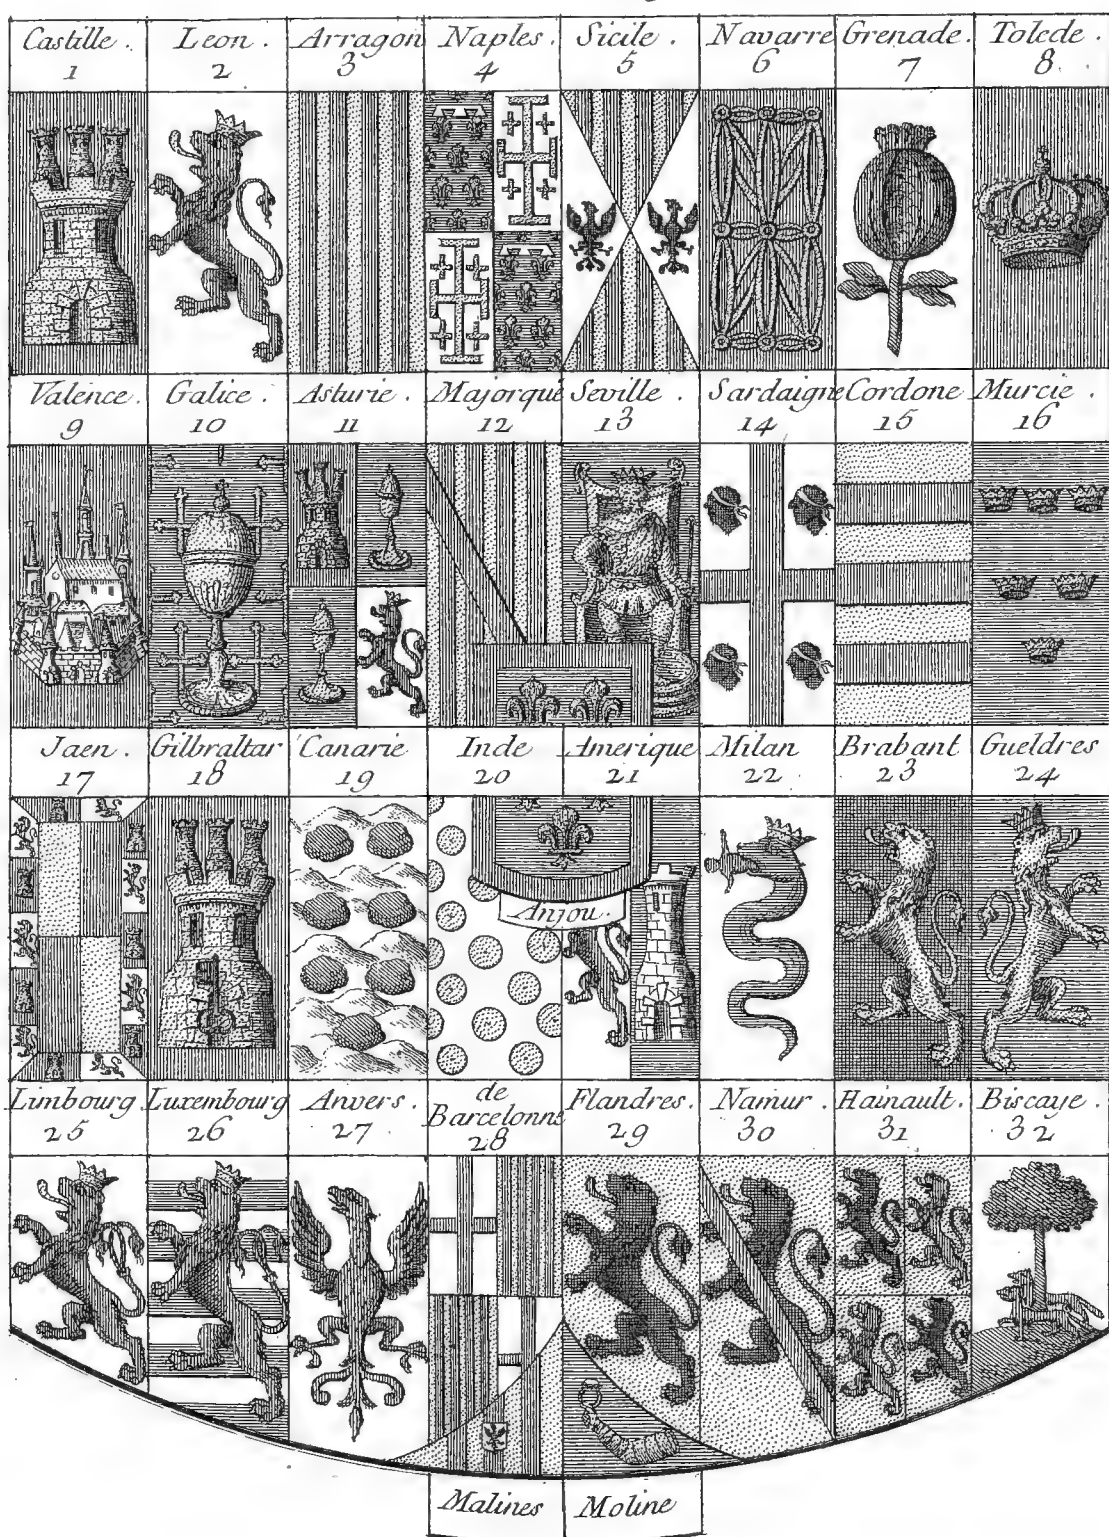 Castille. Leon. Arragon Naples. Sicile. Navarre Grenade. Tolede.
1 2 3 4 5 6 7 8.
Valence. Galice. Asturie. Majorque Seville. Sardaigne Cordone Murcie.
9 10 11 12 13 14 15 16
Jaen. Gilbraltar Canarie Inde Amerique Milan Brabant Gueldres
17 18 19 20 21 22 23 24
Anjou.
Limbourg. Luxembourg Anvers. de Barcelonne Flandres. Namur. Hainault. Biscaye.
25 26 27 28 29 30 31 32
Malines Moline